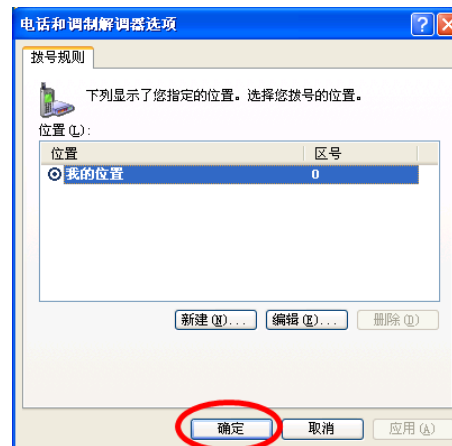 电话和调制解调器选项
拨号规则
下列显示了您指定的位置。选择您拨号的位置。
位置(L):
位置 区号
我的位置 0
新建(N)... 编辑(E)... 删除(D)
确定 取消 应用(A)